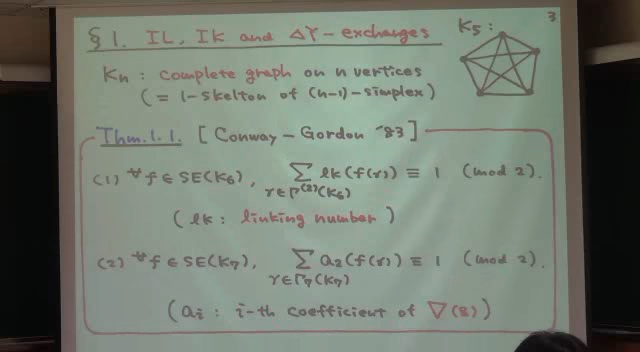 §1. IL, IK and ΔY-exchanges
K5:
3
Kn: complete graph on n vertices
(= 1-skelton of (n-1)-simplex)
Thm.1.1. [Conway-Gordon '83]
(1) ∀f ∈ SE(K6), Σ lk(f(γ)) ≡ 1 (mod 2).
γ∈Γ^(2)(K6)
(lk: linking number)
(2) ∀f ∈ SE(K7), Σ a2(f(γ)) ≡ 1 (mod 2).
γ∈Γ7(K7)
(ai: i-th coefficient of ∇(z))